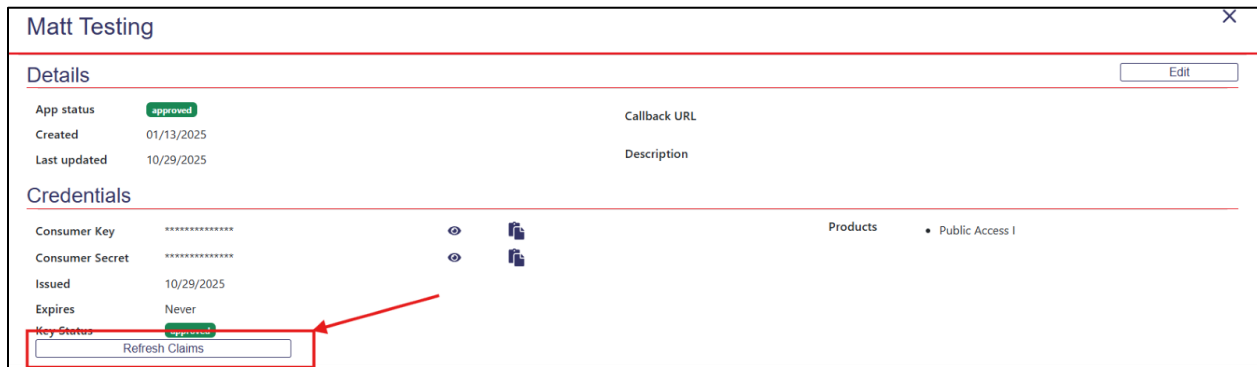 Matt Testing
Details
Edit
App status approved
Callback URL
Created 01/13/2025
Description
Last updated 10/29/2025
Credentials
Consumer Key **************
Products • Public Access I
Consumer Secret **************
Issued 10/29/2025
Expires Never
Key Status approved
Refresh Claims